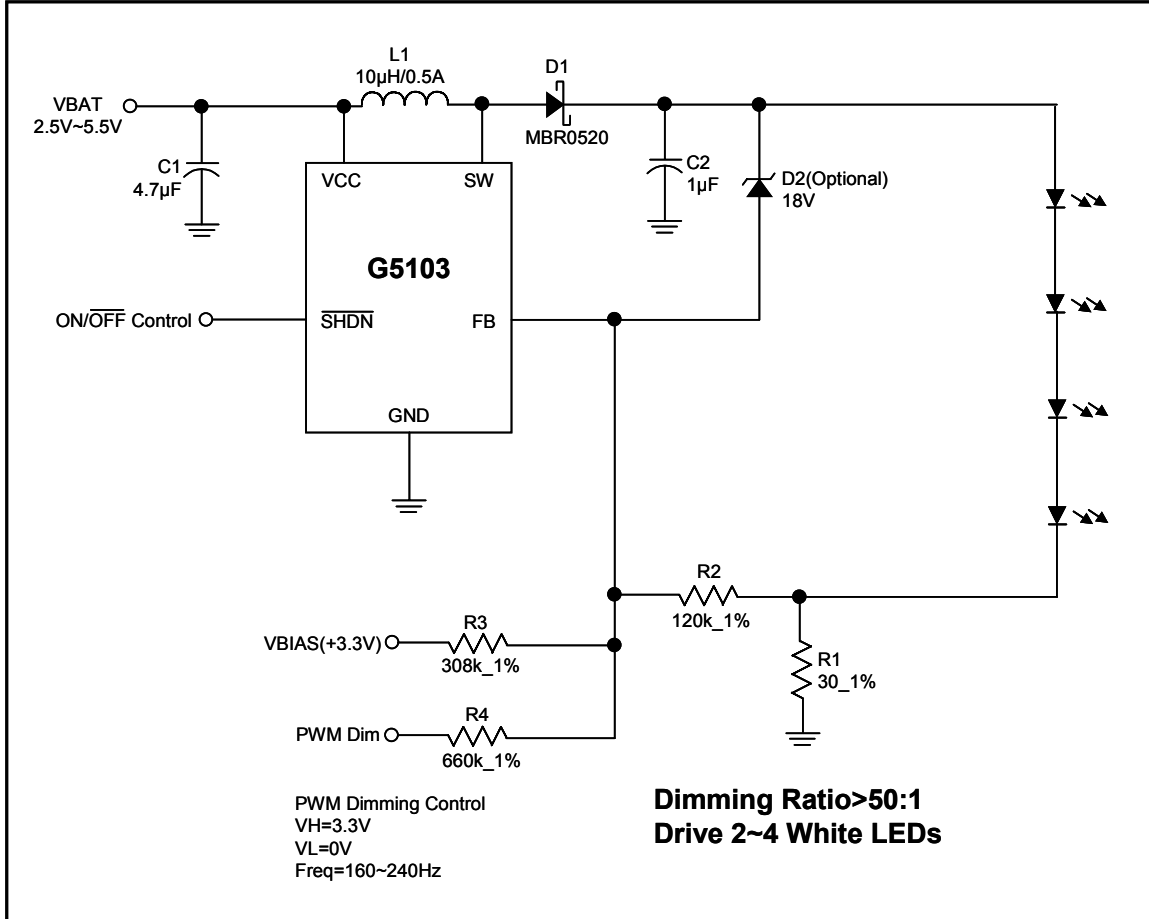 L1
10µH/0.5A
D1
MBR0520
VBAT
2.5V~5.5V
C1
4.7µF
VCC
SW
C2
1µF
D2(Optional)
18V
G5103
ON/OFF Control
SHDN
FB
GND
R2
120k_1%
R3
VBIAS(+3.3V)
308k_1%
R1
30_1%
R4
PWM Dim
660k_1%
PWM Dimming Control
VH=3.3V
VL=0V
Freq=160~240Hz
Dimming Ratio>50:1
Drive 2~4 White LEDs